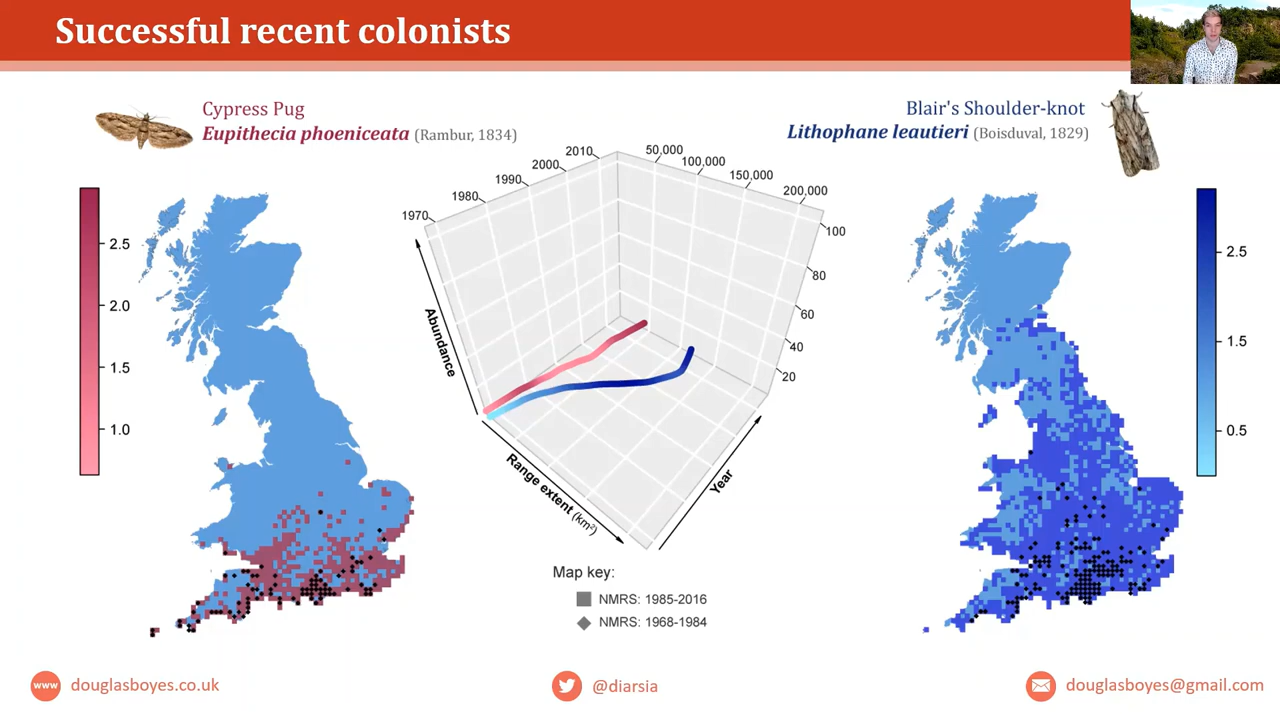 Successful recent colonists
Cypress Pug
Eupithecia phoeniceata (Rambur, 1834)
Blair's Shoulder-knot
Lithophane leautieri (Boisduval, 1829)
2.5
2.0
1.5
1.0
1970
1980
1990
2000
2010
50,000
100,000
150,000
200,000
100
80
60
40
20
Abundance
Range extent (km²)
Year
2.5
1.5
0.5
Map key:
NMRS: 1985-2016
NMRS: 1968-1984
www douglasboyes.co.uk
@diarsia
douglasboyes@gmail.com